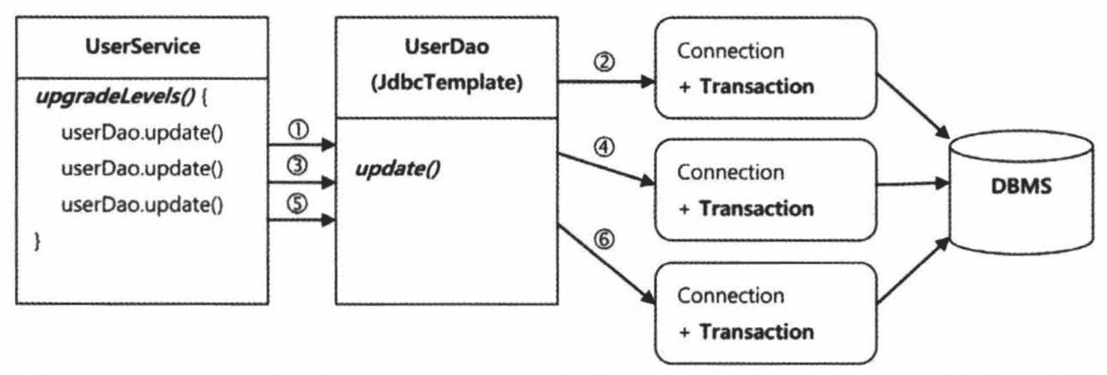 UserService
upgradeLevels() {
userDao.update()
userDao.update()
userDao.update()
}
①
③
⑤
UserDao
(JdbcTemplate)
update()
②
④
⑥
Connection
+ Transaction
Connection
+ Transaction
Connection
+ Transaction
DBMS